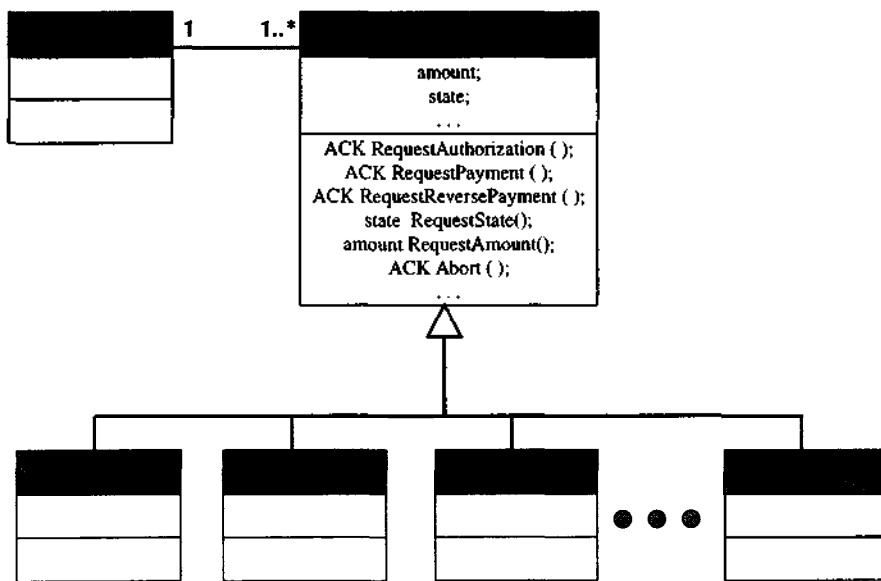 1 1..*
amount;
state;
. . .
ACK RequestAuthorization ( );
ACK RequestPayment ( );
ACK RequestReversePayment ( );
state RequestState();
amount RequestAmount();
ACK Abort ( );
. . .